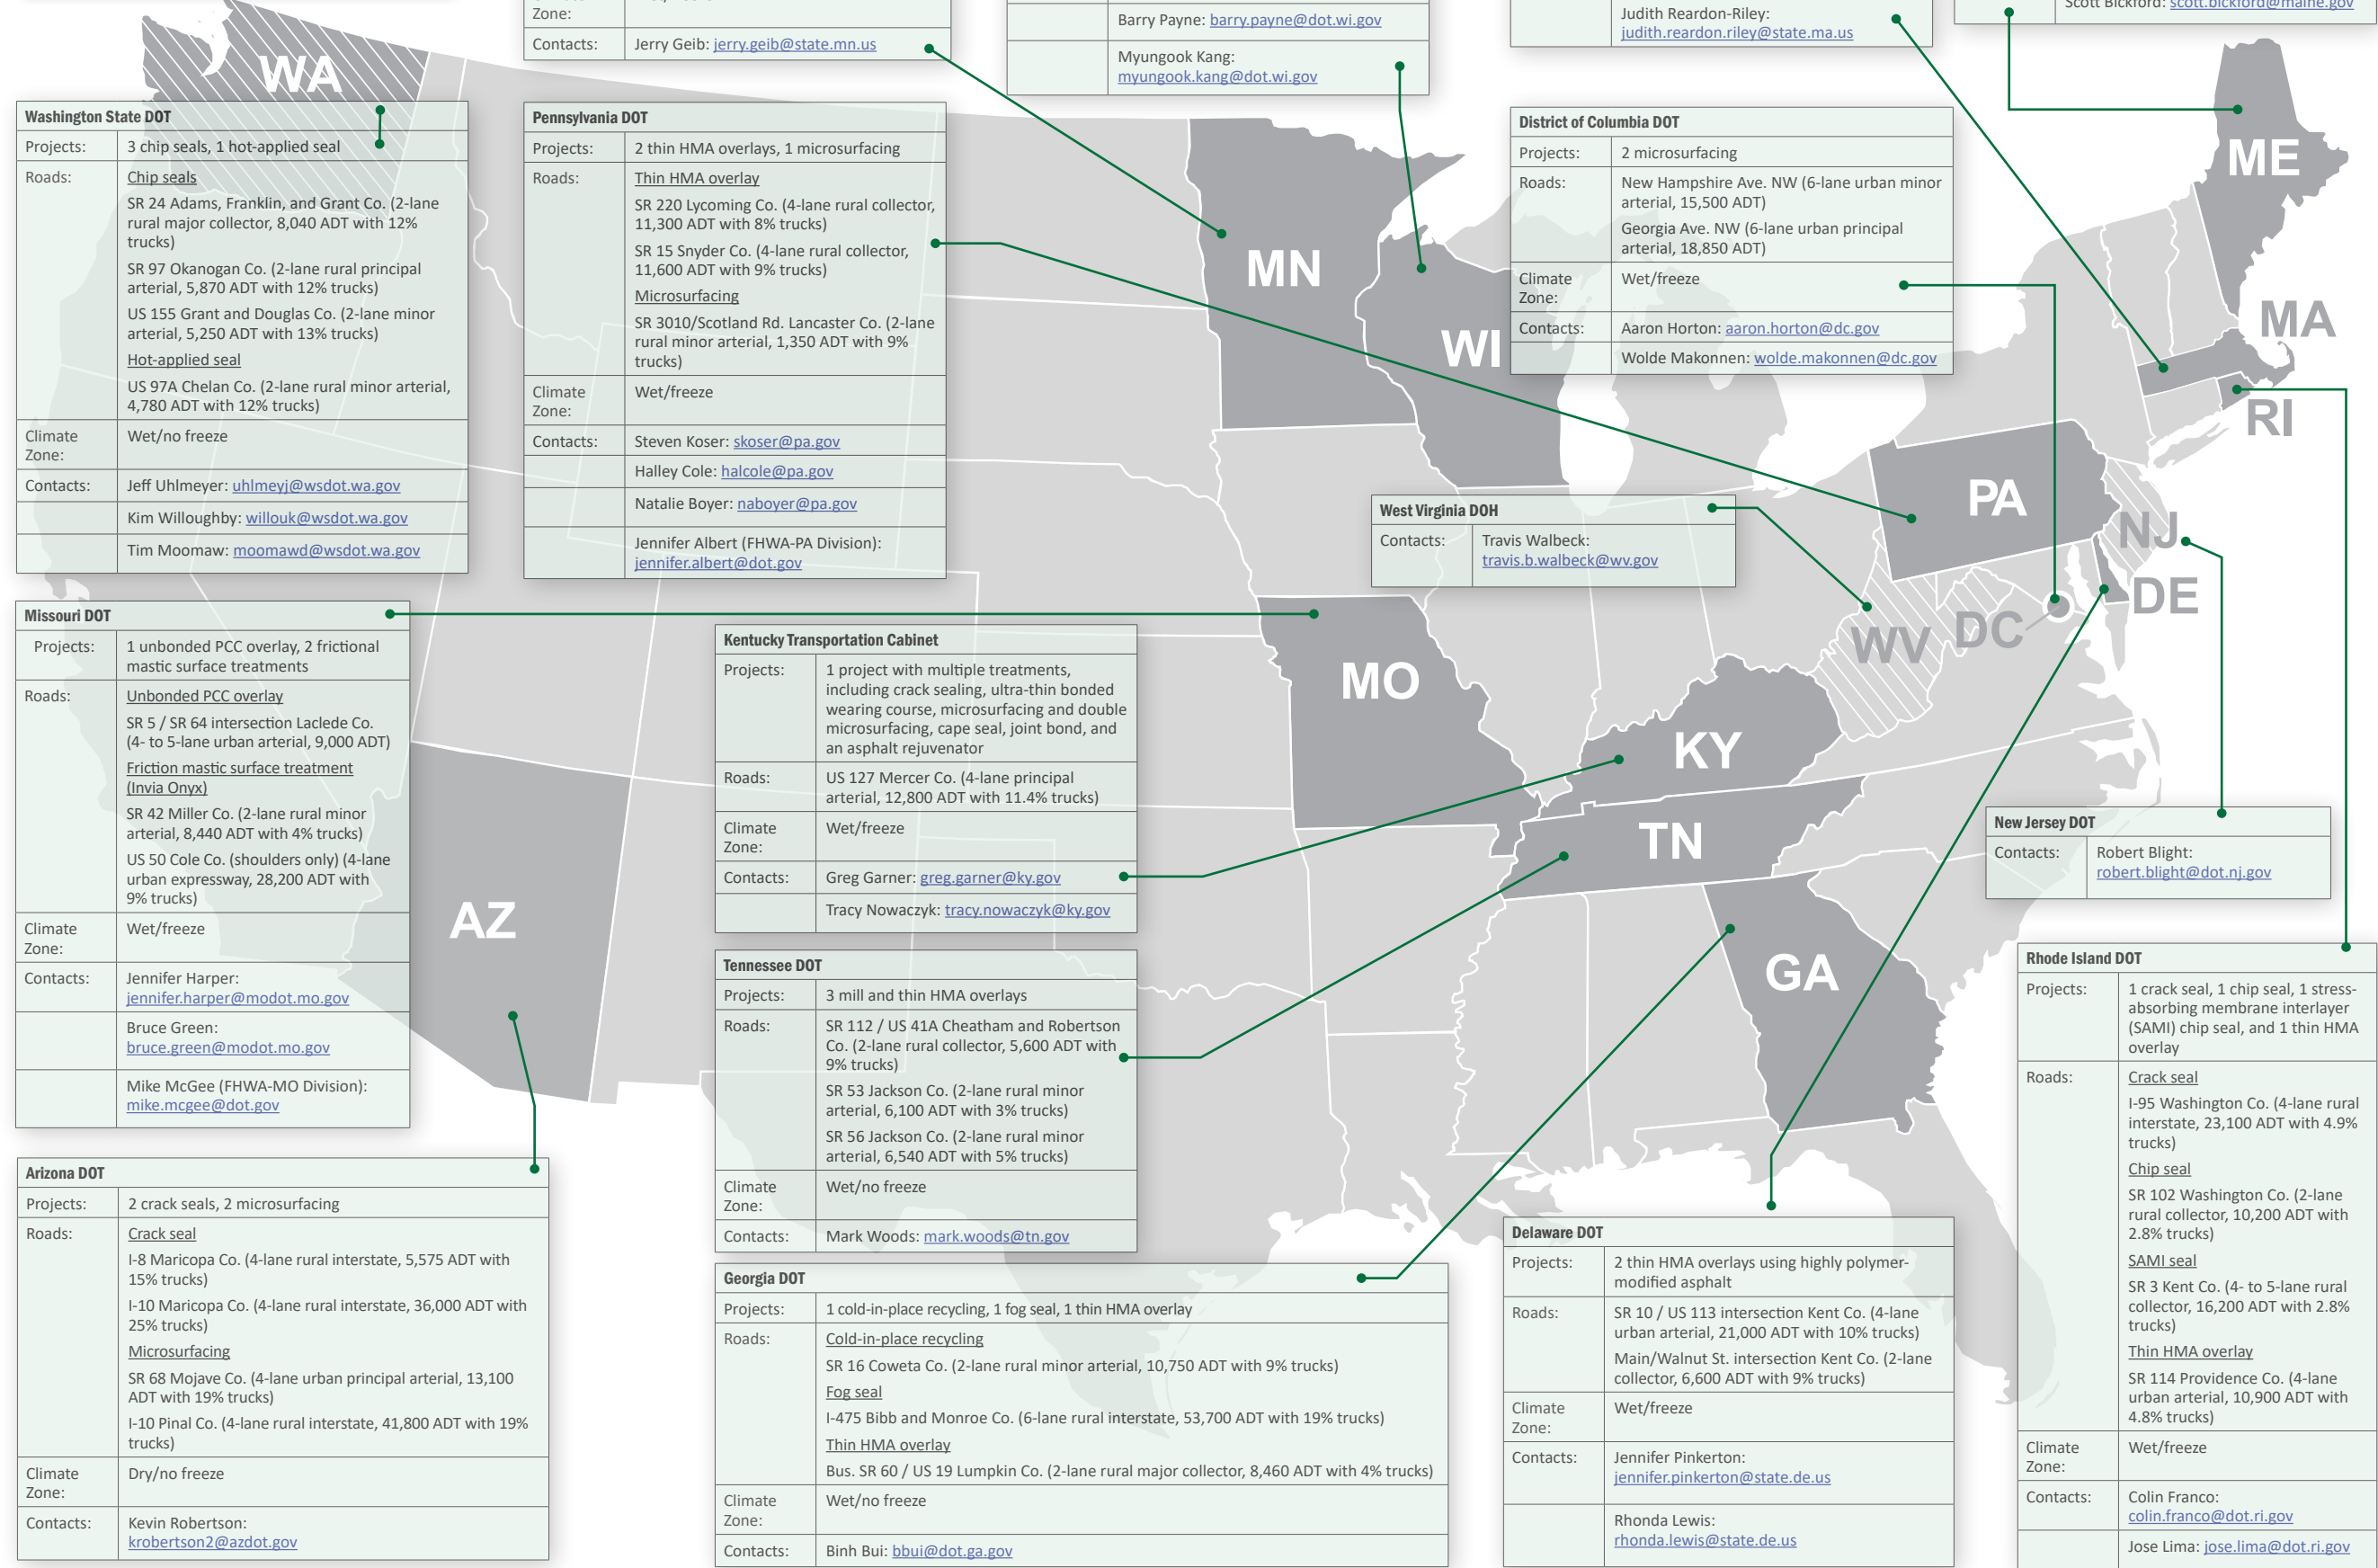 Zone:
Contacts: Jerry Geib: jerry.geib@state.mn.us
Barry Payne: barry.payne@dot.wi.gov
Myungook Kang:
myungook.kang@dot.wi.gov
Judith Reardon-Riley:
judith.reardon.riley@state.ma.us
Scott Bickford: scott.bickford@maine.gov
WA
Washington State DOT
Projects: 3 chip seals, 1 hot-applied seal
Roads: Chip seals
SR 24 Adams, Franklin, and Grant Co. (2-lane
rural major collector, 8,040 ADT with 12%
trucks)
SR 97 Okanogan Co. (2-lane rural principal
arterial, 5,870 ADT with 12% trucks)
US 155 Grant and Douglas Co. (2-lane minor
arterial, 5,250 ADT with 13% trucks)
Hot-applied seal
US 97A Chelan Co. (2-lane rural minor arterial,
4,780 ADT with 12% trucks)
Climate
Zone:
Wet/no freeze
Contacts: Jeff Uhlmeyer: uhlmeyj@wsdot.wa.gov
Kim Willoughby: willouk@wsdot.wa.gov
Tim Moomaw: moomawd@wsdot.wa.gov
Pennsylvania DOT
Projects: 2 thin HMA overlays, 1 microsurfacing
Roads: Thin HMA overlay
SR 220 Lycoming Co. (4-lane rural collector,
11,300 ADT with 8% trucks)
SR 15 Snyder Co. (4-lane rural collector,
11,600 ADT with 9% trucks)
Microsurfacing
SR 3010/Scotland Rd. Lancaster Co. (2-lane
rural minor arterial, 1,350 ADT with 9%
trucks)
Climate
Zone:
Wet/freeze
Contacts: Steven Koser: skoser@pa.gov
Halley Cole: halcole@pa.gov
Natalie Boyer: naboyer@pa.gov
Jennifer Albert (FHWA-PA Division):
jennifer.albert@dot.gov
District of Columbia DOT
Projects: 2 microsurfacing
Roads: New Hampshire Ave. NW (6-lane urban minor
arterial, 15,500 ADT)
Georgia Ave. NW (6-lane urban principal
arterial, 18,850 ADT)
Climate
Zone:
Wet/freeze
Contacts: Aaron Horton: aaron.horton@dc.gov
Wolde Makonnen: wolde.makonnen@dc.gov
MN
WI
ME
MA
RI
PA
NJ
DE
DC
WV
West Virginia DOH
Contacts: Travis Walbeck:
travis.b.walbeck@wv.gov
Missouri DOT
Projects: 1 unbonded PCC overlay, 2 frictional
mastic surface treatments
Roads: Unbonded PCC overlay
SR 5 / SR 64 intersection Laclede Co.
(4- to 5-lane urban arterial, 9,000 ADT)
Friction mastic surface treatment
(Invia Onyx)
SR 42 Miller Co. (2-lane rural minor
arterial, 8,440 ADT with 4% trucks)
US 50 Cole Co. (shoulders only) (4-lane
urban expressway, 28,200 ADT with
9% trucks)
Climate
Zone:
Wet/freeze
Contacts: Jennifer Harper:
jennifer.harper@modot.mo.gov
Bruce Green:
bruce.green@modot.mo.gov
Mike McGee (FHWA-MO Division):
mike.mcgee@dot.gov
Kentucky Transportation Cabinet
Projects: 1 project with multiple treatments,
including crack sealing, ultra-thin bonded
wearing course, microsurfacing and double
microsurfacing, cape seal, joint bond, and
an asphalt rejuvenator
Roads: US 127 Mercer Co. (4-lane principal
arterial, 12,800 ADT with 11.4% trucks)
Climate
Zone:
Wet/freeze
Contacts: Greg Garner: greg.garner@ky.gov
Tracy Nowaczyk: tracy.nowaczyk@ky.gov
MO
KY
TN
GA
AZ
New Jersey DOT
Contacts: Robert Blight:
robert.blight@dot.nj.gov
Tennessee DOT
Projects: 3 mill and thin HMA overlays
Roads: SR 112 / US 41A Cheatham and Robertson
Co. (2-lane rural collector, 5,600 ADT with
9% trucks)
SR 53 Jackson Co. (2-lane rural minor
arterial, 6,100 ADT with 3% trucks)
SR 56 Jackson Co. (2-lane rural minor
arterial, 6,540 ADT with 5% trucks)
Climate
Zone:
Wet/no freeze
Contacts: Mark Woods: mark.woods@tn.gov
Rhode Island DOT
Projects: 1 crack seal, 1 chip seal, 1 stress-
absorbing membrane interlayer
(SAMI) chip seal, and 1 thin HMA
overlay
Roads: Crack seal
I-95 Washington Co. (4-lane rural
interstate, 23,100 ADT with 4.9%
trucks)
Chip seal
SR 102 Washington Co. (2-lane
rural collector, 10,200 ADT with
2.8% trucks)
SAMI seal
SR 3 Kent Co. (4- to 5-lane rural
collector, 16,200 ADT with 2.8%
trucks)
Thin HMA overlay
SR 114 Providence Co. (4-lane
urban arterial, 10,900 ADT with
4.8% trucks)
Climate
Zone:
Wet/freeze
Contacts: Colin Franco:
colin.franco@dot.ri.gov
Jose Lima: jose.lima@dot.ri.gov
Arizona DOT
Projects: 2 crack seals, 2 microsurfacing
Roads: Crack seal
I-8 Maricopa Co. (4-lane rural interstate, 5,575 ADT with
15% trucks)
I-10 Maricopa Co. (4-lane rural interstate, 36,000 ADT with
25% trucks)
Microsurfacing
SR 68 Mojave Co. (4-lane urban principal arterial, 13,100
ADT with 19% trucks)
I-10 Pinal Co. (4-lane rural interstate, 41,800 ADT with 19%
trucks)
Climate
Zone:
Dry/no freeze
Contacts: Kevin Robertson:
krobertson2@azdot.gov
Georgia DOT
Projects: 1 cold-in-place recycling, 1 fog seal, 1 thin HMA overlay
Roads: Cold-in-place recycling
SR 16 Coweta Co. (2-lane rural minor arterial, 10,750 ADT with 9% trucks)
Fog seal
I-475 Bibb and Monroe Co. (6-lane rural interstate, 53,700 ADT with 19% trucks)
Thin HMA overlay
Bus. SR 60 / US 19 Lumpkin Co. (2-lane rural major collector, 8,460 ADT with 4% trucks)
Climate
Zone:
Wet/no freeze
Contacts: Binh Bui: bbui@dot.ga.gov
Delaware DOT
Projects: 2 thin HMA overlays using highly polymer-
modified asphalt
Roads: SR 10 / US 113 intersection Kent Co. (4-lane
urban arterial, 21,000 ADT with 10% trucks)
Main/Walnut St. intersection Kent Co. (2-lane
collector, 6,600 ADT with 9% trucks)
Climate
Zone:
Wet/freeze
Contacts: Jennifer Pinkerton:
jennifer.pinkerton@state.de.us
Rhonda Lewis:
rhonda.lewis@state.de.us